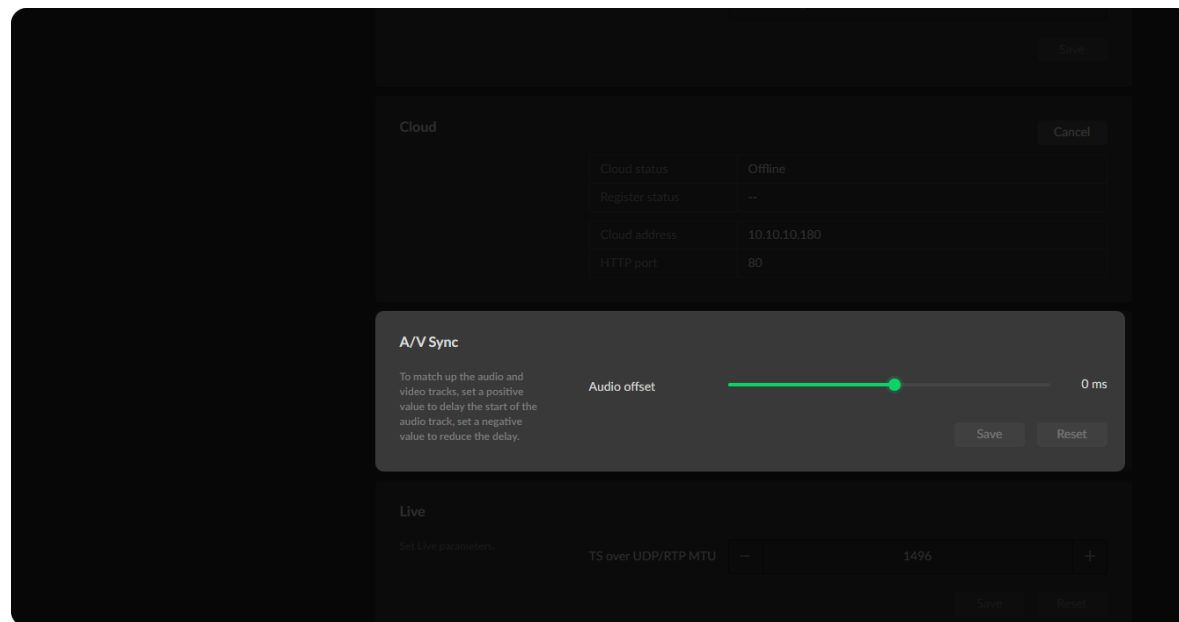 Save
Cloud
Cancel
Cloud status Offline
Register status --
Cloud address 10.10.10.180
HTTP port 80
A/V Sync
To match up the audio and
video tracks, set a positive
value to delay the start of the
audio track, set a negative
value to reduce the delay.
Audio offset 0 ms
Save Reset
Live
Set Live parameters.
TS over UDP/RTP MTU − 1496 +
Save Reset